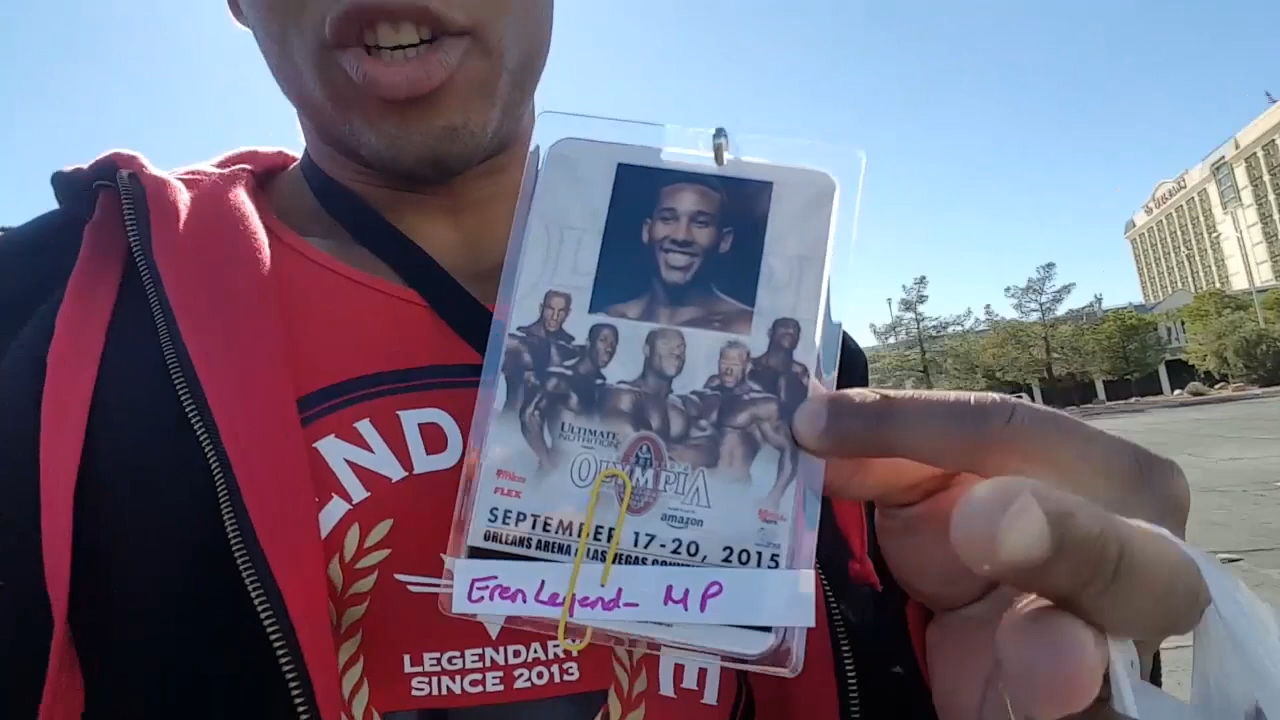 ULTIMATE
NUTRITION
OLYMPIA
FLEX
amazon
SEPTEMBER 17-20, 2015
ORLEANS ARENA & LAS VEGAS
Eren Legend- MP
END
LEGENDARY
SINCE 2013
E